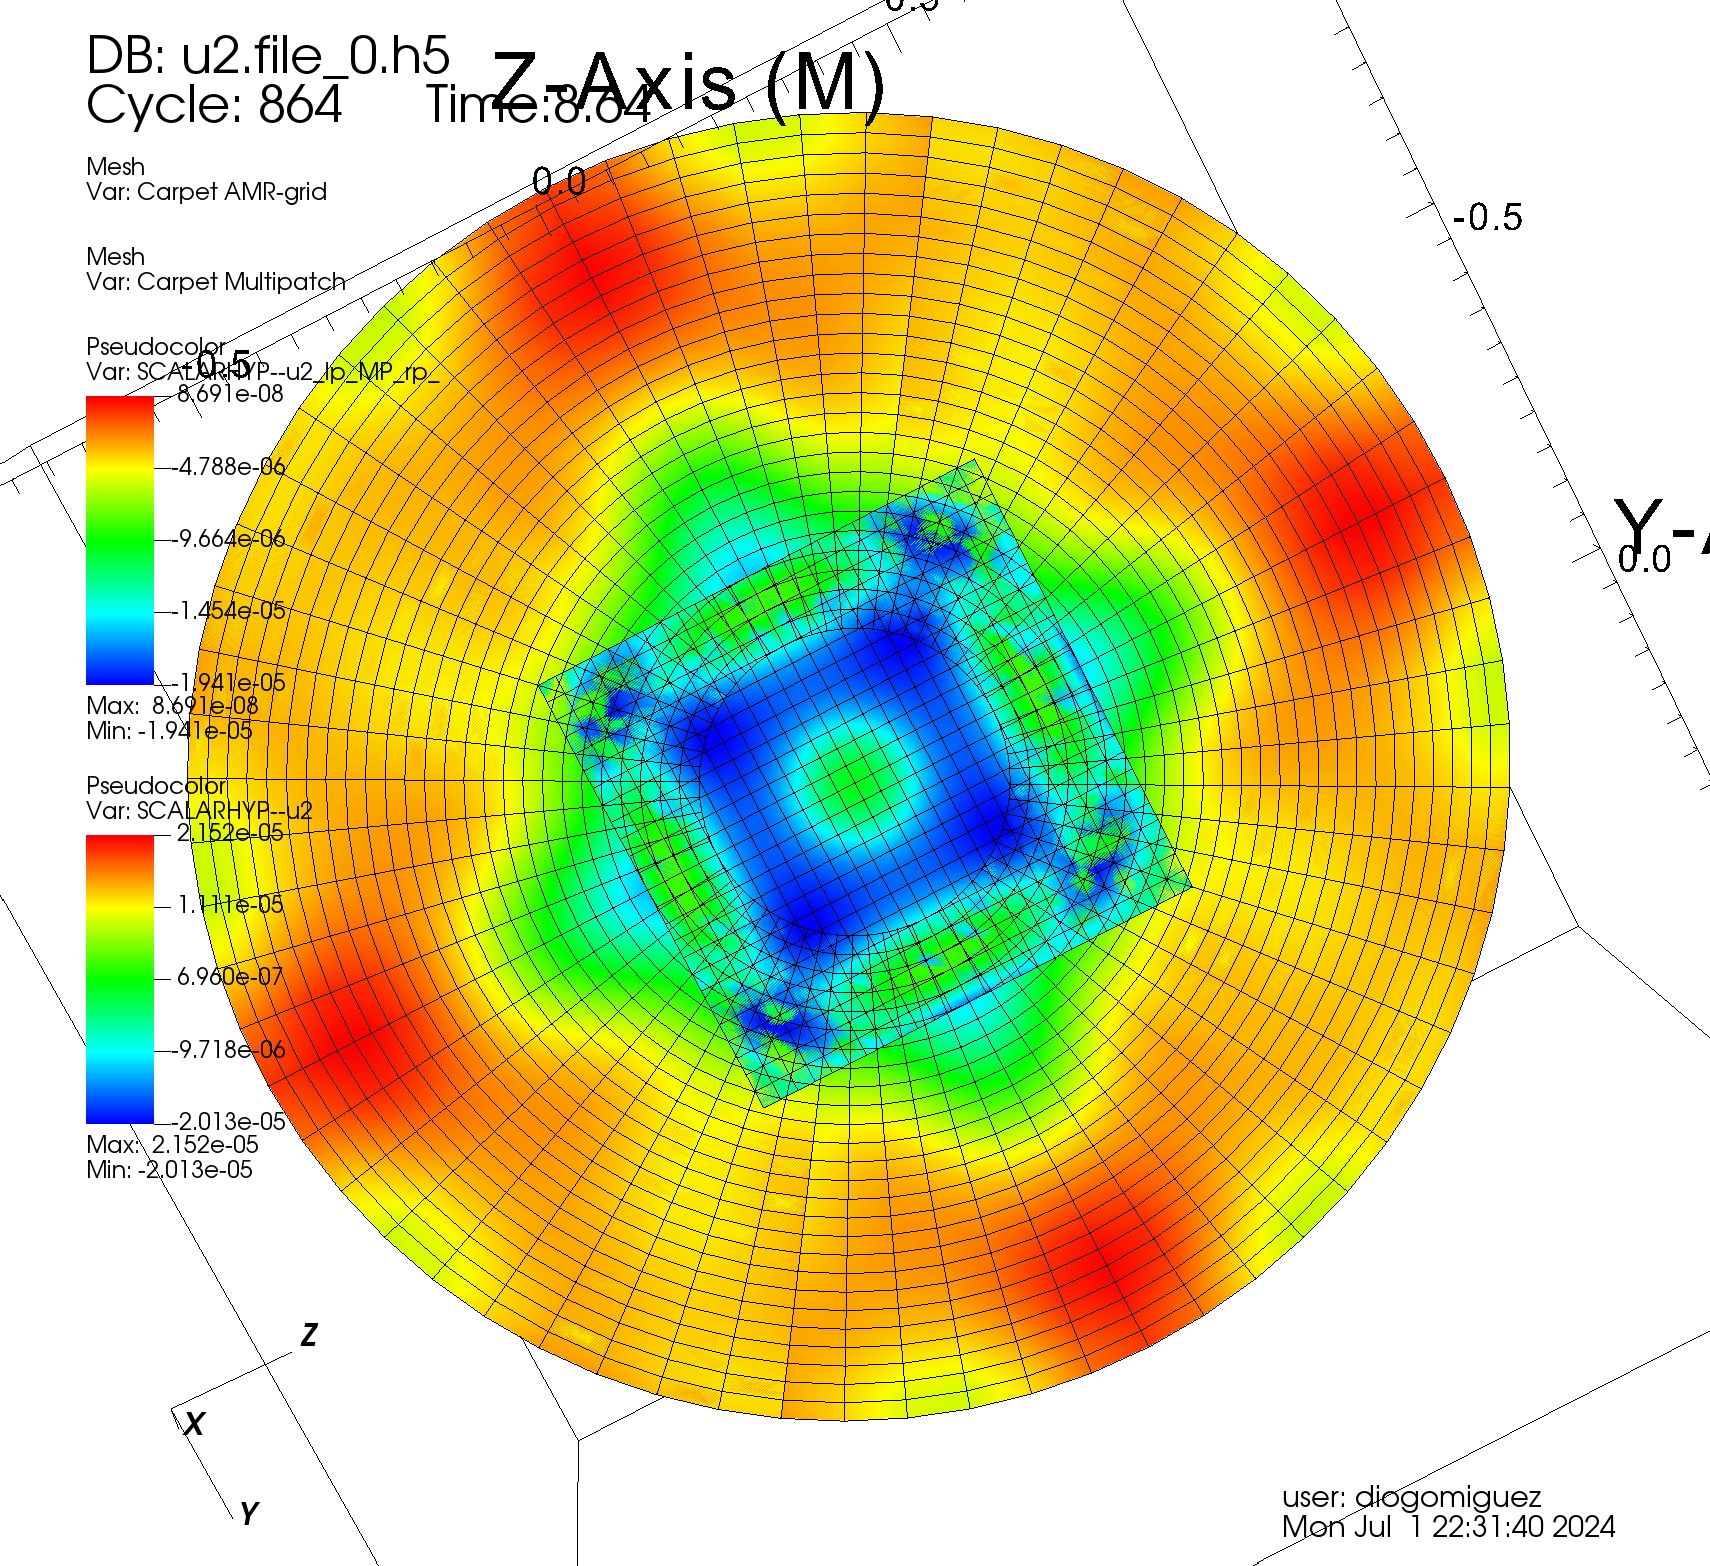 0.5
DB: u2.file_0.h5
Z-Axis (M)
Cycle: 864 Time:8.64
Mesh
Var: Carpet AMR-grid
0.0
-0.5
Mesh
Var: Carpet Multipatch
Pseudocolor
-0.5
Var: SCALARHYP--u2_lp_MP_rp_
8.691e-08
-4.788e-06
-9.664e-06
-1.454e-05
-1.941e-05
Max: 8.691e-08
Min: -1.941e-05
Y-A
0.0
Pseudocolor
Var: SCALARHYP--u2
2.152e-05
1.111e-05
6.960e-07
-9.718e-06
-2.013e-05
Max: 2.152e-05
Min: -2.013e-05
Z
X
Y
user: diogomiguez
Mon Jul 1 22:31:40 2024